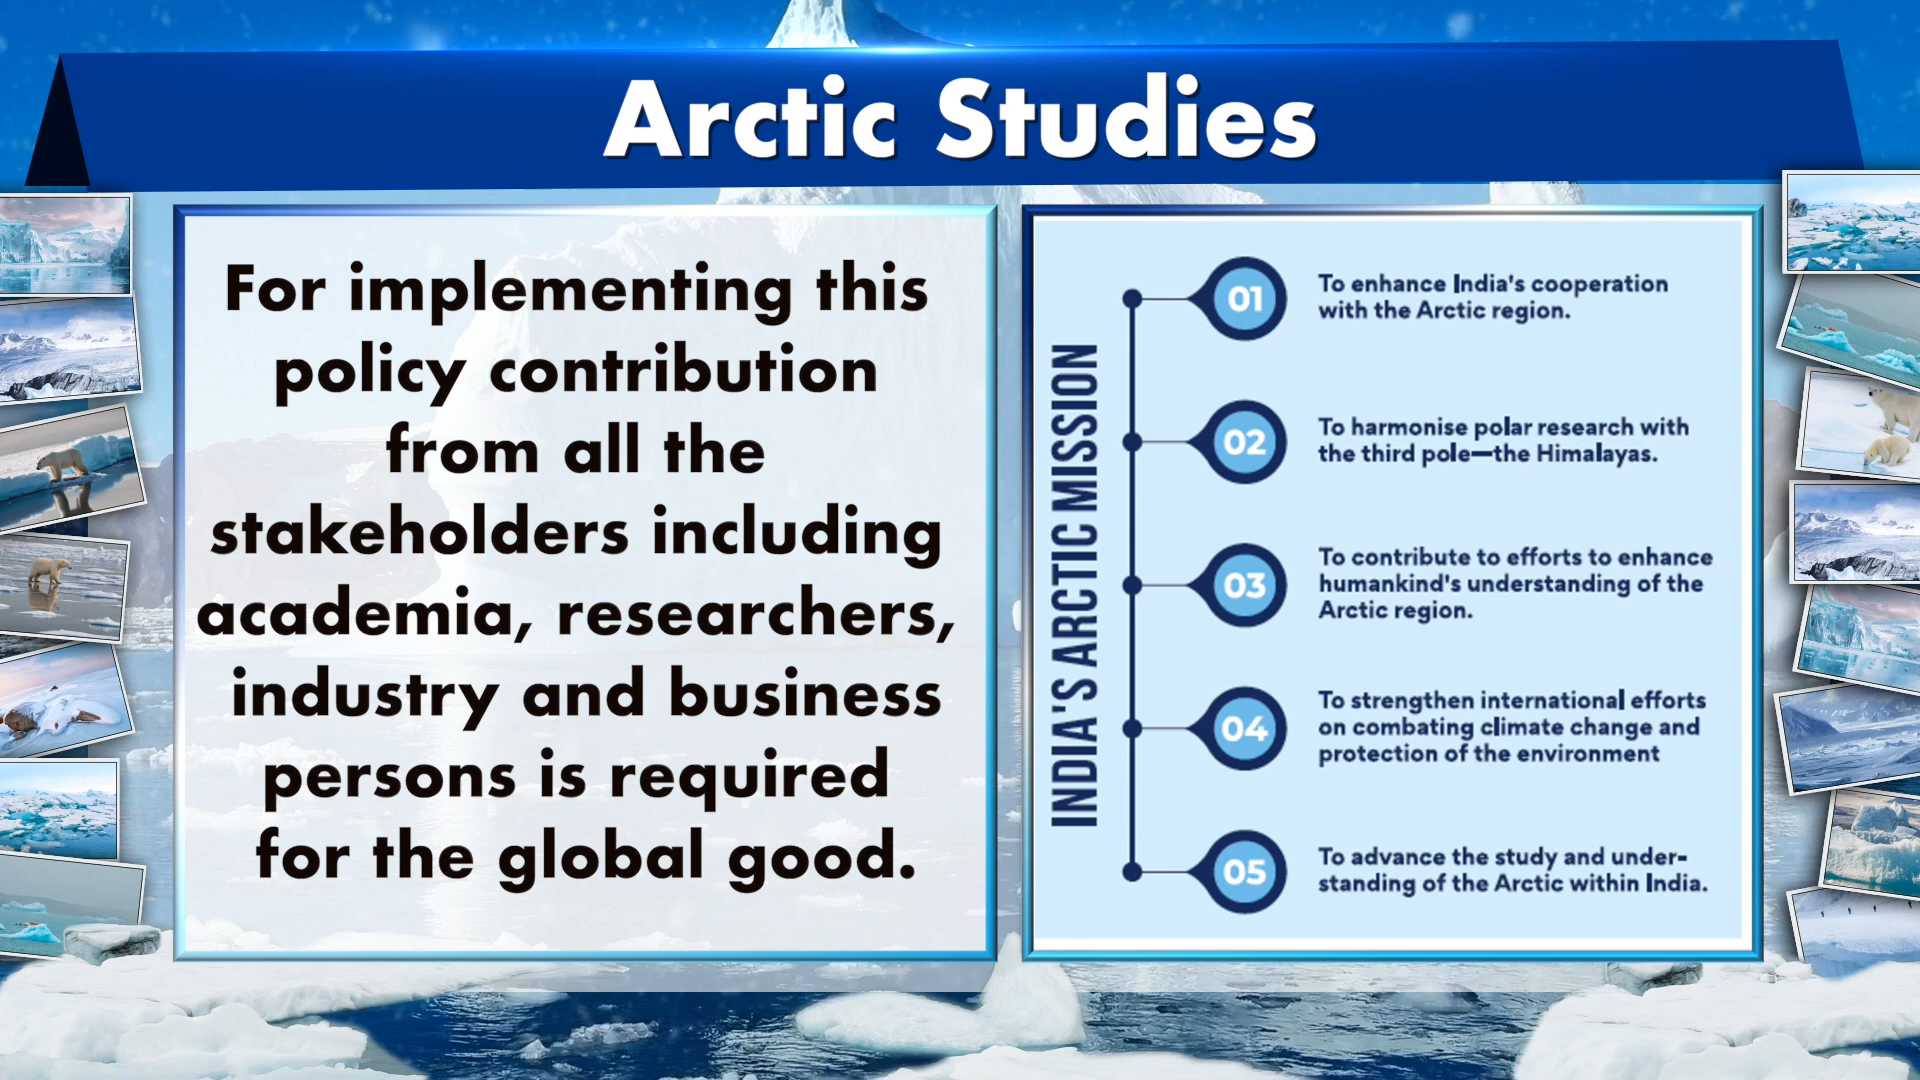 Arctic Studies
For implementing this
policy contribution
from all the
stakeholders including
academia, researchers,
industry and business
persons is required
for the global good.
INDIA'S ARCTIC MISSION
01
To enhance India's cooperation
with the Arctic region.
02
To harmonise polar research with
the third pole—the Himalayas.
03
To contribute to efforts to enhance
humankind's understanding of the
Arctic region.
04
To strengthen international efforts
on combating climate change and
protection of the environment
05
To advance the study and under-
standing of the Arctic within India.